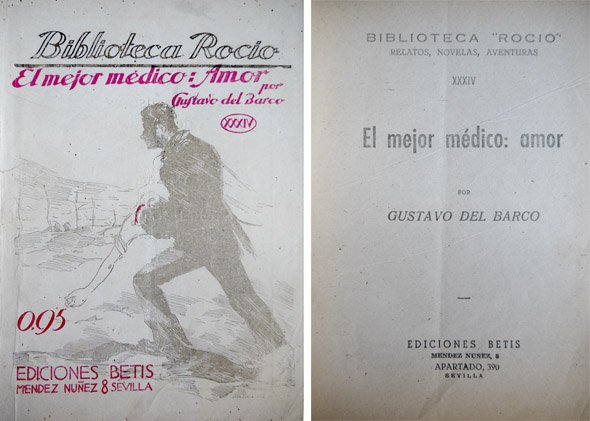 Biblioteca Rocio
El mejor médico: Amor
por
Gustavo del Barco
XXXIV
0.95
EDICIONES BETIS
MENDEZ NUÑEZ 8 SEVILLA
BIBLIOTECA "ROCIO"
RELATOS, NOVELAS, AVENTURAS
XXXIV
El mejor médico: amor
POR
GUSTAVO DEL BARCO
EDICIONES BETIS
MENDEZ NUÑEZ, 8
APARTADO, 390
SEVILLA